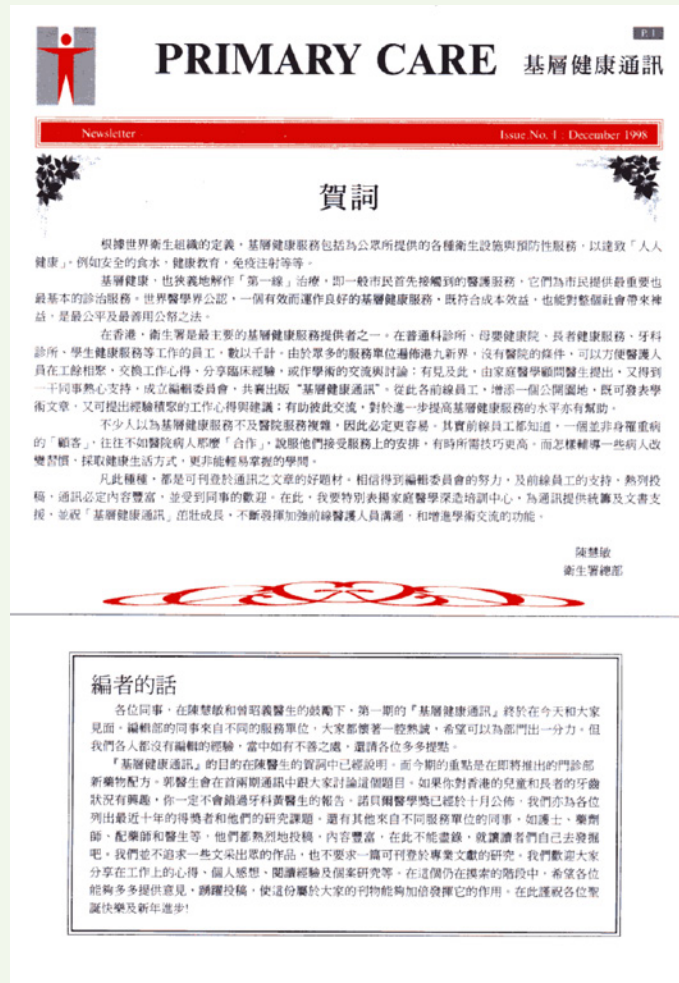 P. 1
PRIMARY CARE 基層健康通訊
Newsletter
Issue No. 1 : December 1998
賀詞
根據世界衛生組織的定義，基層健康服務包括為公眾所提供的各種衛生設施與預防性服務，以達致「人人
健康」。例如安全的食水，健康教育，免疫注射等等。
基層健康，也狹義地解作「第一線」治療，即一般市民首先接觸到的醫護服務，它們為市民提供最重要也
最基本的診治服務。世界醫學界公認，一個有效而運作良好的基層健康服務，既符合成本效益，也能對整個社會帶來裨
益，是最公平及最善用公帑之法。
在香港，衛生署是最主要的基層健康服務提供者之一。在普通科診所、母嬰健康院、長者健康服務、牙科
診所、學生健康服務等工作的員工，數以千計。由於眾多的服務單位遍佈港九新界，沒有醫院的條件，可以方便醫護人
員在工餘相聚，交換工作心得，分享臨床經驗，或作學術的交流與討論；有見及此，由家庭醫學顧問醫生提出，又得到
一干同事熱心支持，成立編輯委員會，共襄出版“基層健康通訊”。從此各前線員工，增添一個公開園地，既可發表學
術文章，又可提出經驗積聚的工作心得與建議；有助彼此交流，對於進一步提高基層健康服務的水平亦有幫助。
不少人以為基層健康服務不及醫院服務複雜，因此必定更容易。其實前線員工都知道，一個並非身罹重病
的「顧客」，往往不如醫院病人那麼「合作」，說服他們接受服務上的安排，有時所需技巧更高。而怎樣輔導一些病人改
變習慣，採取健康生活方式，更非能輕易掌握的學問。
凡此種種，都是可刊登於通訊之文章的好題材。相信得到編輯委員會的努力，及前線員工的支持，熱列投
稿，通訊必定內容豐富，並受到同事的歡迎。在此，我要特別表揚家庭醫學深造培訓中心，為通訊提供統籌及文書支
援，並祝「基層健康通訊」茁壯成長，不斷發揮加強前線醫護人員溝通，和增進學術交流的功能。
陳慧敏
衛生署總部
編者的話
各位同事，在陳慧敏和曾昭義醫生的鼓勵下，第一期的『基層健康通訊』終於在今天和大家
見面。編輯部的同事來自不同的服務單位，大家都懷著一腔熱誠，希望可以為部門出一分力。但
我們各人都沒有編輯的經驗，當中如有不善之處，還請各位多多提點。
『基層健康通訊』的目的在陳醫生的賀詞中已經說明。而今期的重點是在即將推出的門診部
新藥物配方。郭醫生會在首兩期通訊中跟大家討論這個題目。如果你對香港的兒童和長者的牙齒
狀況有興趣，你一定不會錯過牙科黃醫生的報告。諾貝爾醫學獎已經於十月公佈，我們亦為各位
列出最近十年的得獎者和他們的研究課題。還有其他來自不同服務單位的同事，如護士、藥劑
師、配藥師和醫生等，他們都熱烈地投稿，內容豐富，在此不能盡錄，就讓讀者們自己去發掘
吧。我們並不追求一些文采出眾的作品，也不要求一篇可刊登於專業文獻的研究。我們歡迎大家
分享在工作上的心得、個人感想、閱讀經驗及個案研究等。在這個仍在摸索的階段中，希望各位
能夠多多提供意見，踴躍投稿，使這份屬於大家的刊物能夠加倍發揮它的作用。在此謹祝各位聖
誕快樂及新年進步!